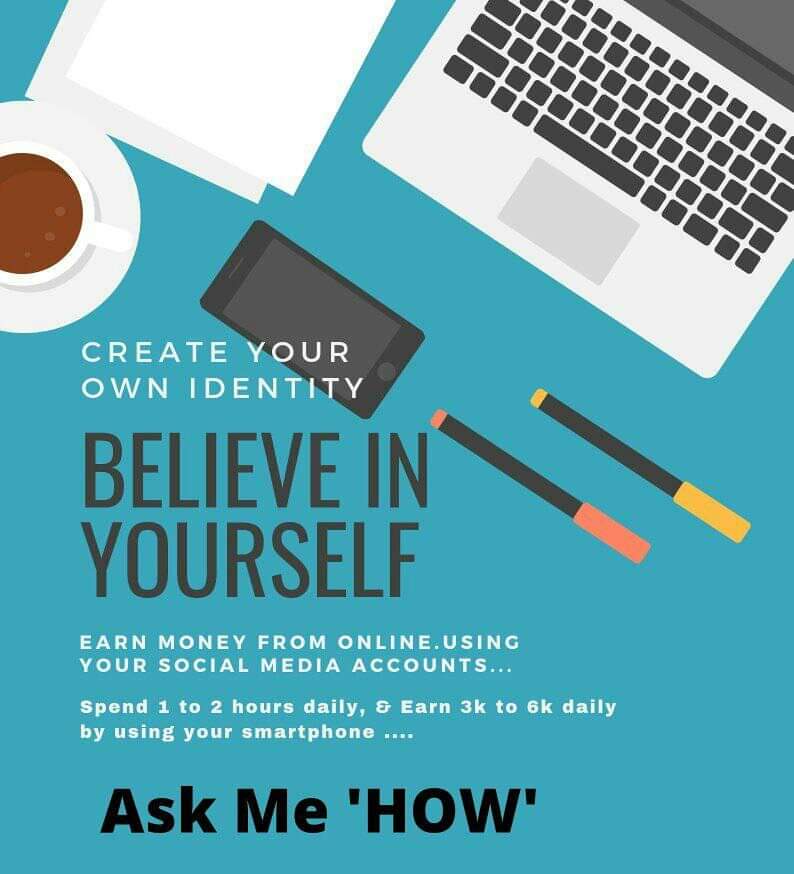 CREATE YOUR
OWN IDENTITY
BELIEVE IN
YOURSELF
EARN MONEY FROM ONLINE.USING
YOUR SOCIAL MEDIA ACCOUNTS...
Spend 1 to 2 hours daily, & Earn 3k to 6k daily
by using your smartphone ....
Ask Me 'HOW'